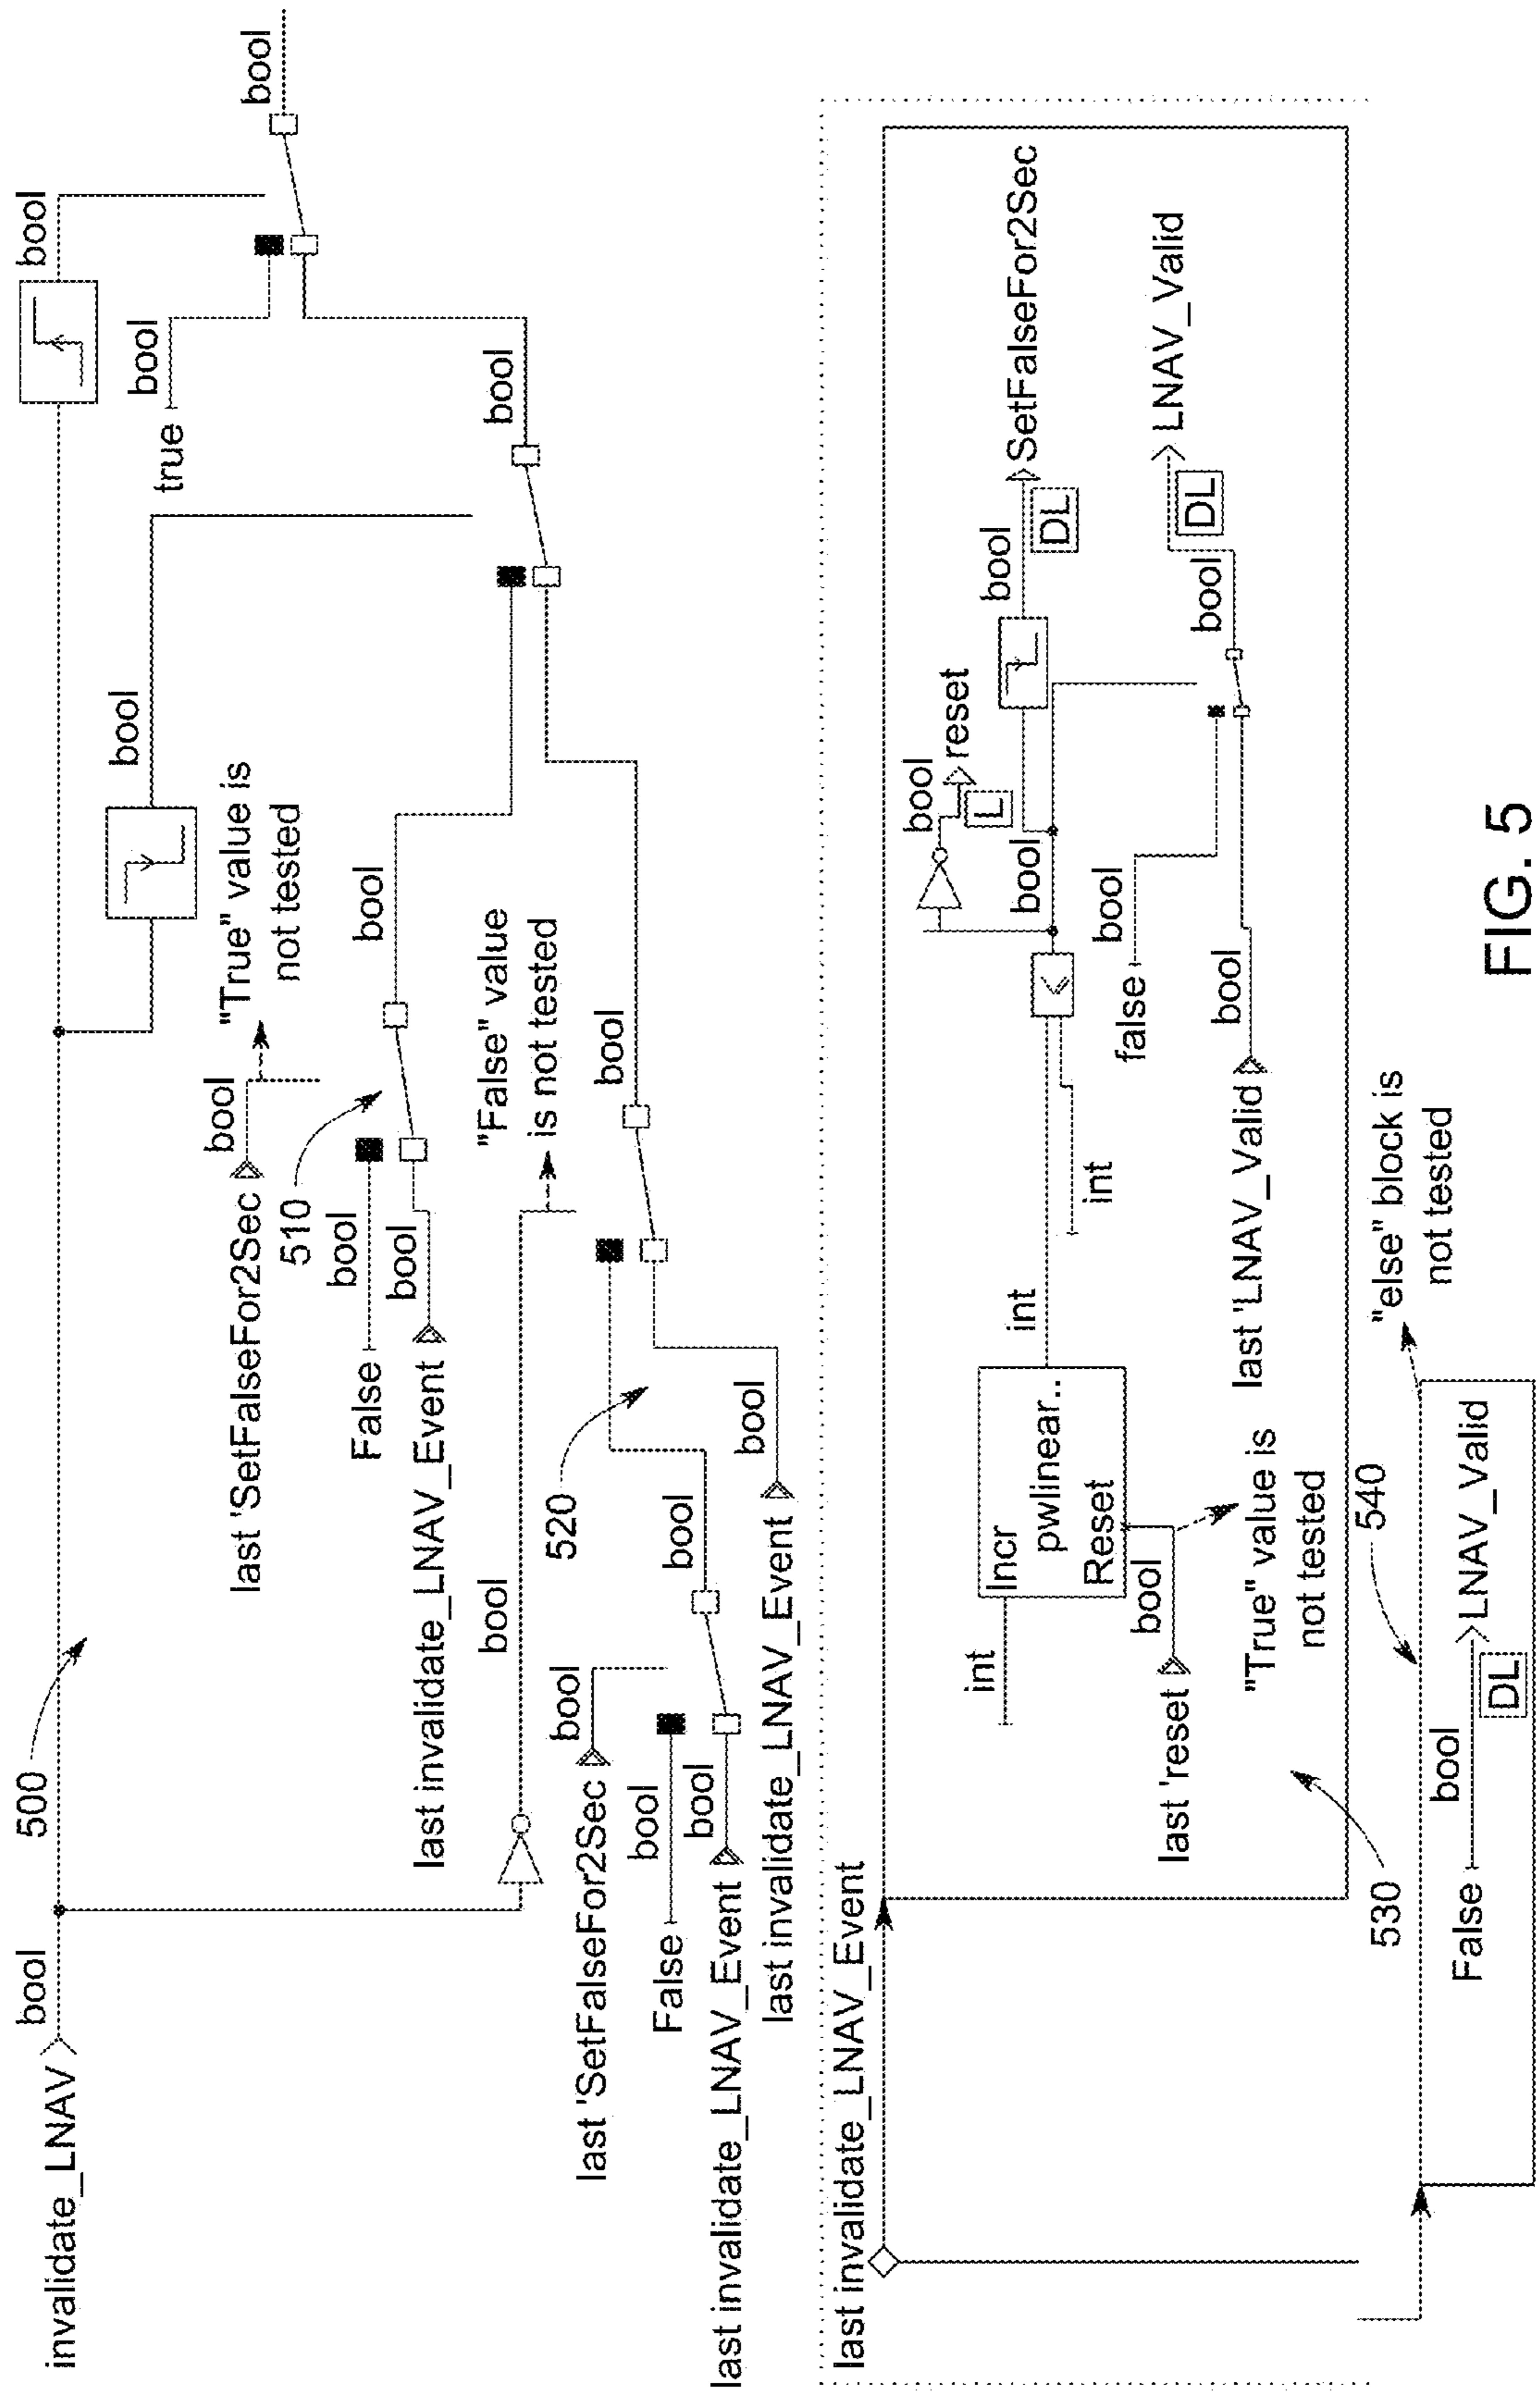 invalidate_LNAV
bool
500
bool
bool
true
bool
bool
last 'SetFalseFor2Sec
bool
"True" value is
not tested
510
False
bool
last invalidate_LNAV_Event
bool
bool
bool
bool
"False" value
is not tested
520
last 'SetFalseFor2Sec
bool
False
bool
last invalidate_LNAV_Event
bool
bool
last invalidate_LNAV_Event
bool
bool
last invalidate_LNAV_Event
int
Incr
pwlinear..
Reset
last 'reset
bool
"True" value is
not tested
int
int
<
bool
bool
reset
L
bool
SetFalseFor2Sec
DL
false
bool
last 'LNAV_Valid
bool
bool
LNAV_Valid
DL
530
540
False
bool
LNAV_Valid
DL
"else" block is
not tested
FIG. 5